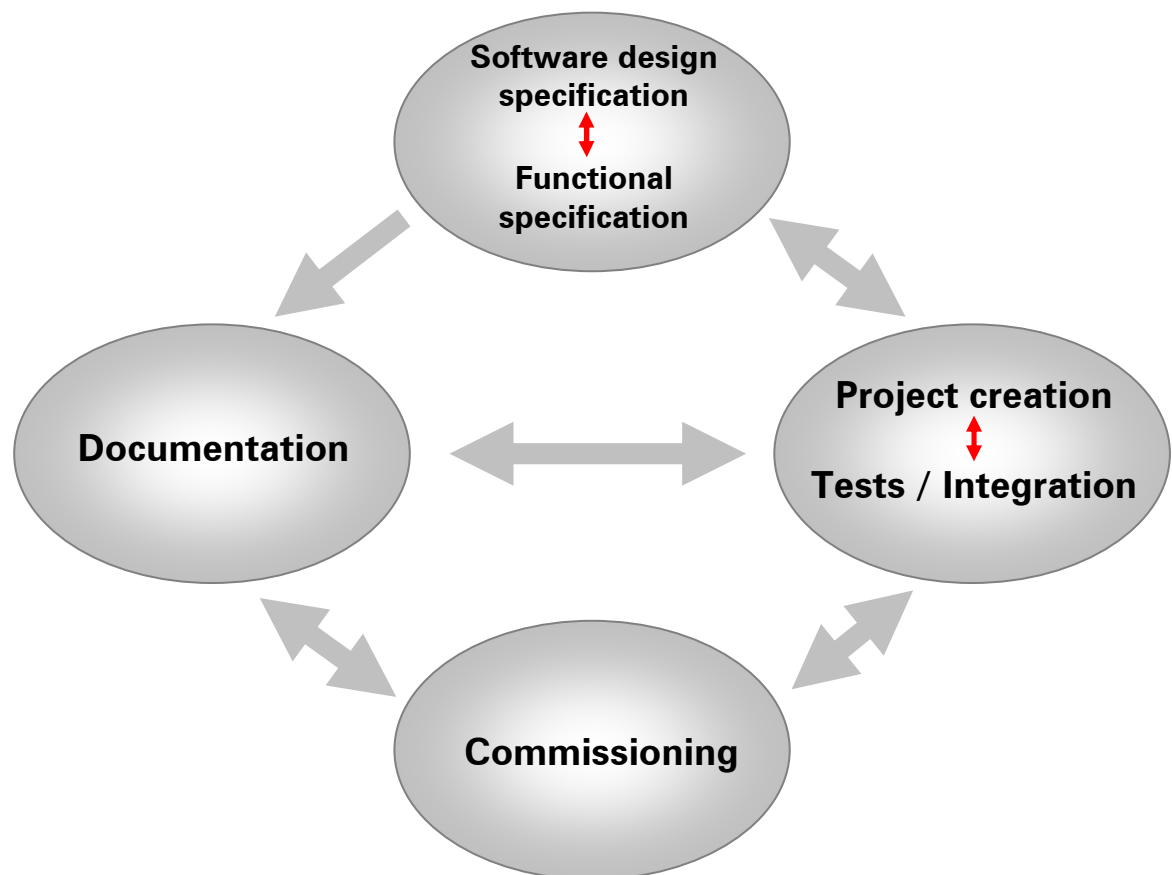 Software design
specification
Functional
specification
Documentation
Project creation
Tests / Integration
Commissioning